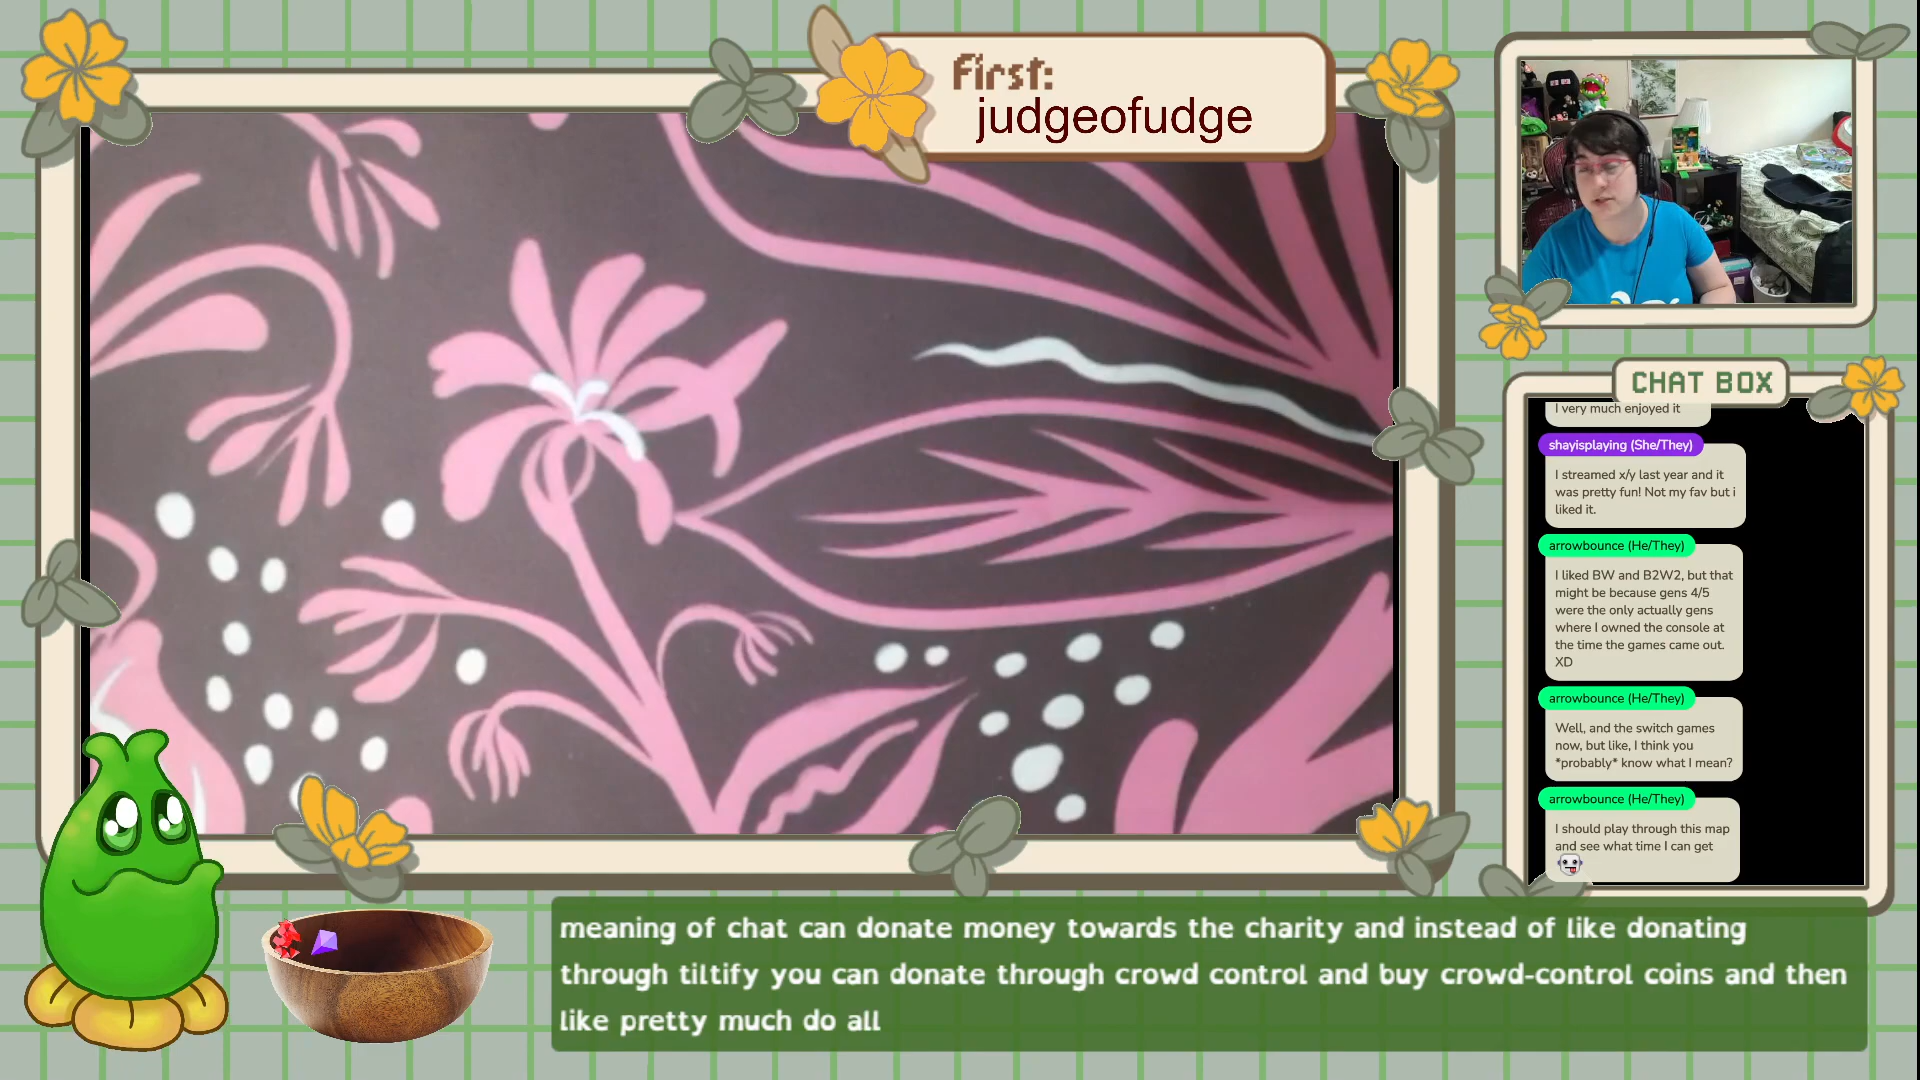 First:
judgeofudge
CHAT BOX
I very much enjoyed it
shayisplaying (She/They)
I streamed x/y last year and it
was pretty fun! Not my fav but i
liked it.
arrowbounce (He/They)
I liked BW and B2W2, but that
might be because gens 4/5
were the only actually gens
where I owned the console at
the time the games came out.
XD
arrowbounce (He/They)
Well, and the switch games
now, but like, I think you
*probably* know what I mean?
arrowbounce (He/They)
I should play through this map
and see what time I can get
meaning of chat can donate money towards the charity and instead of like donating
through tiltify you can donate through crowd control and buy crowd-control coins and then
like pretty much do all